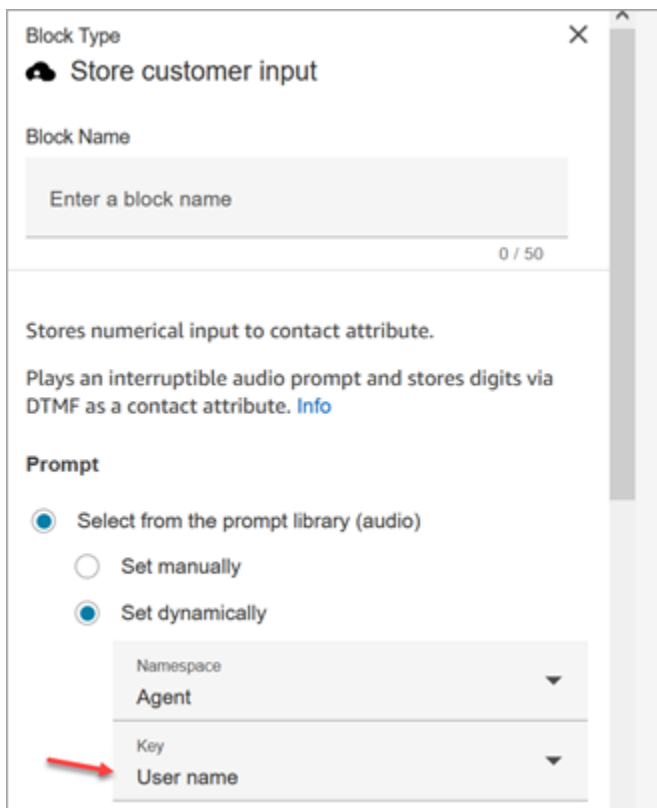 Block Type
Store customer input
Block Name
Enter a block name
0 / 50
Stores numerical input to contact attribute.
Plays an interruptible audio prompt and stores digits via
DTMF as a contact attribute. Info
Prompt
Select from the prompt library (audio)
Set manually
Set dynamically
Namespace
Agent
Key
User name